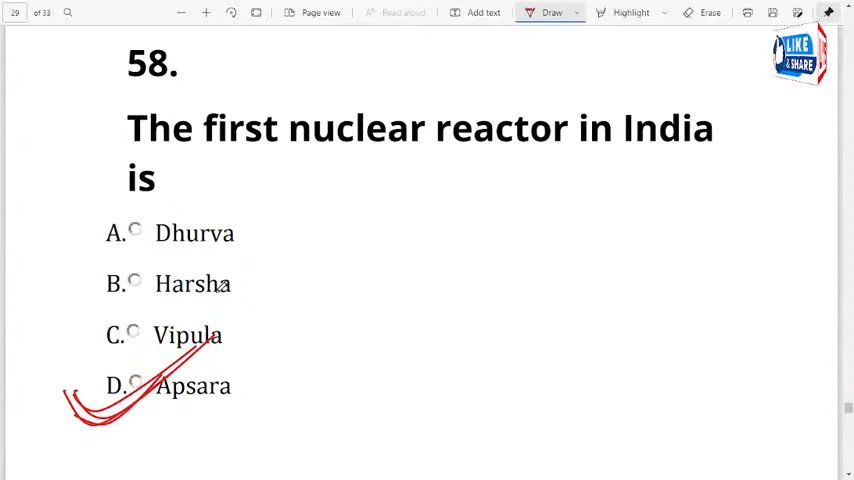 29 of 33 Page view Read aloud Add text Draw Highlight Erase
LIKE
& SHARE
58.
The first nuclear reactor in India
is
A. Dhurva
B. Harsha
C. Vipula
D. Apsara